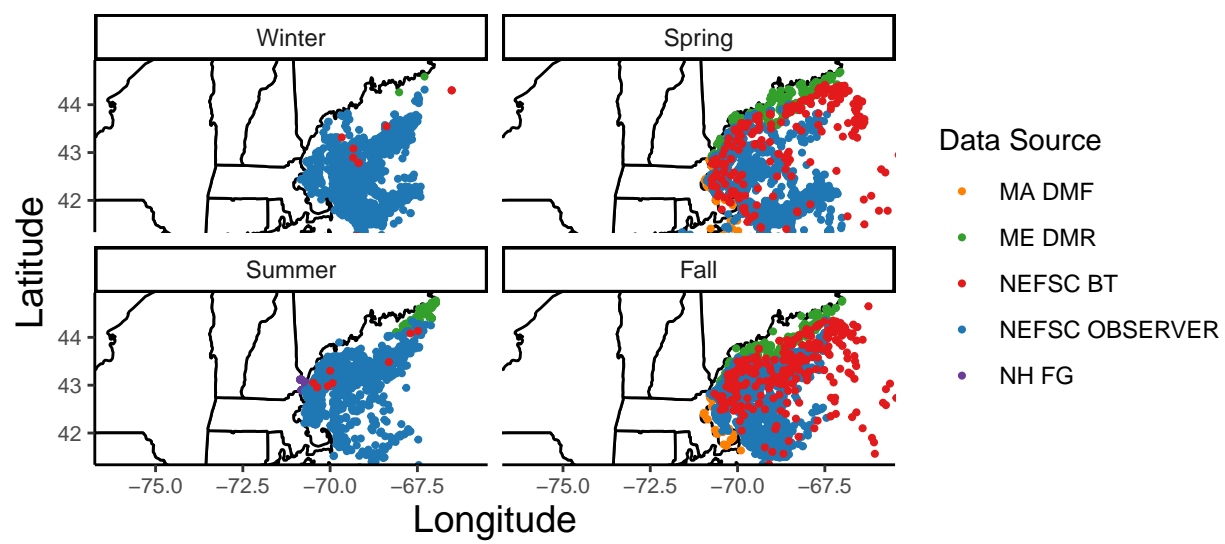 Winter
Spring
44
43
42
Summer
Fall
44
43
42
−75.0
−72.5
−70.0
−67.5
−75.0
−72.5
−70.0
−67.5
Longitude
Latitude
Data Source
MA DMF
ME DMR
NEFSC BT
NEFSC OBSERVER
NH FG